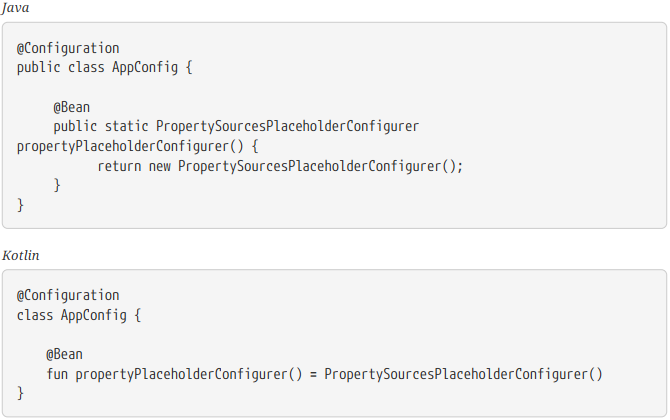 Java
@Configuration
public class AppConfig {
@Bean
public static PropertySourcesPlaceholderConfigurer
propertyPlaceholderConfigurer() {
return new PropertySourcesPlaceholderConfigurer();
}
}
Kotlin
@Configuration
class AppConfig {
@Bean
fun propertyPlaceholderConfigurer() = PropertySourcesPlaceholderConfigurer()
}